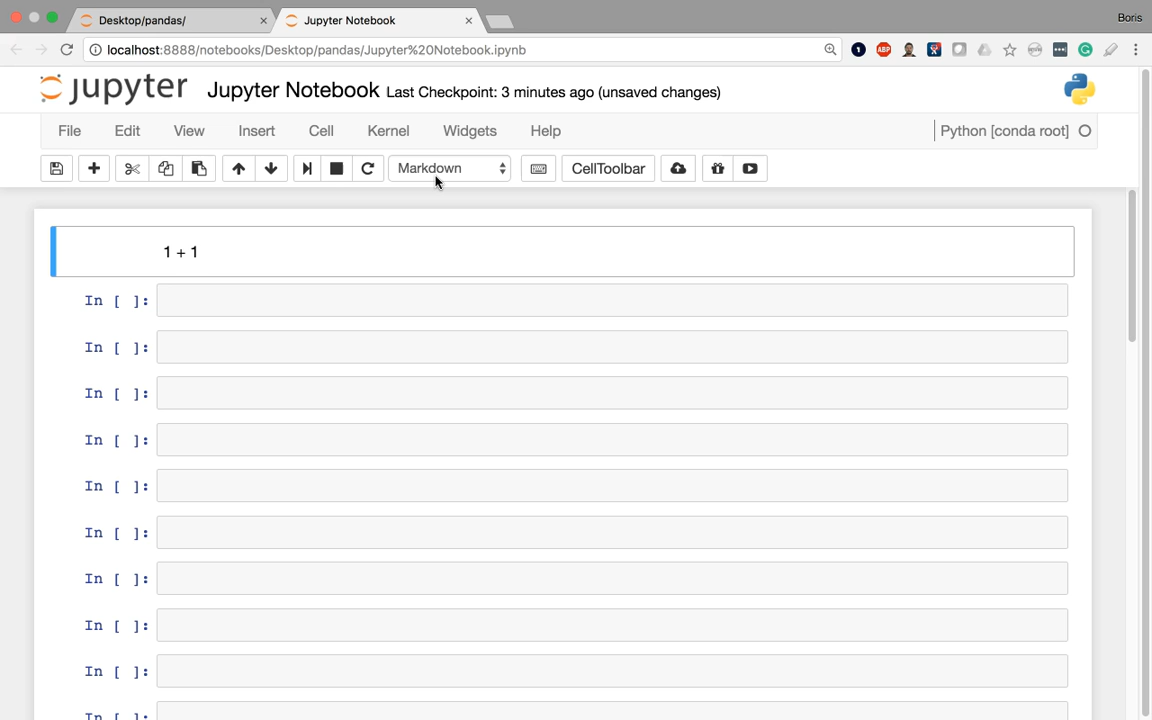 Desktop/pandas/ Jupyter Notebook Boris
localhost:8888/notebooks/Desktop/pandas/Jupyter%20Notebook.ipynb
jupyter Jupyter Notebook Last Checkpoint: 3 minutes ago (unsaved changes)
File Edit View Insert Cell Kernel Widgets Help Python [conda root]
Markdown CellToolbar
1 + 1
In [ ]:
In [ ]:
In [ ]:
In [ ]:
In [ ]:
In [ ]:
In [ ]:
In [ ]:
In [ ]:
In [ ]: